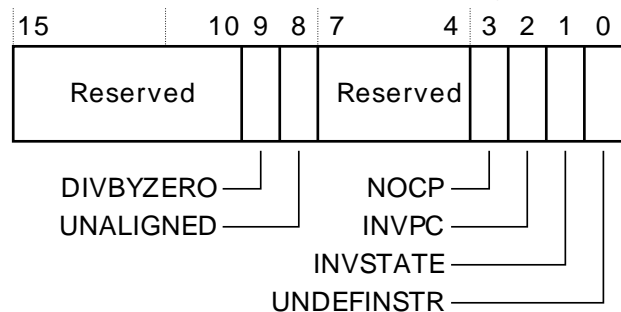 15 10 9 8 7 4 3 2 1 0
Reserved Reserved
DIVBYZERO NOCP
UNALIGNED INVPC
INVSTATE
UNDEFINSTR